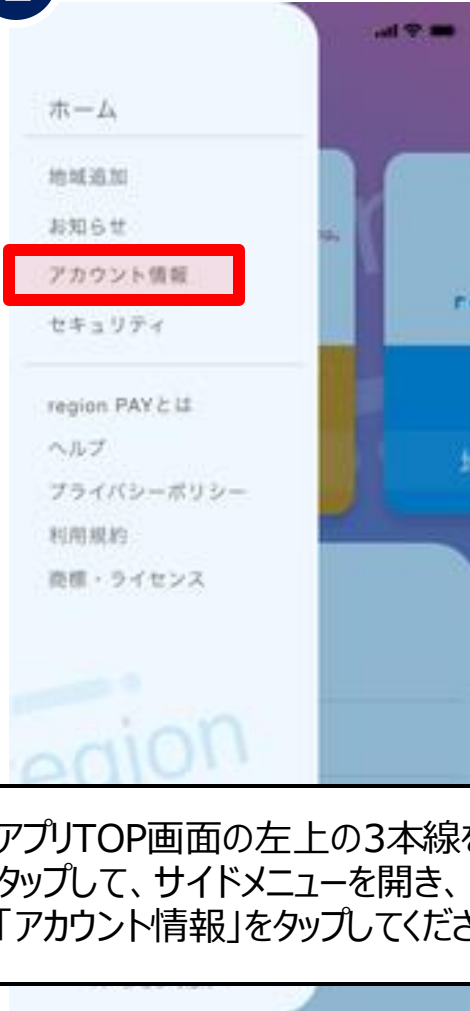 ホーム
地域追加
お知らせ
アカウント情報
セキュリティ
region PAYとは
ヘルプ
プライバシーポリシー
利用規約
商標・ライセンス
region
アプリTOP画面の左上の3本線を
タップして、サイドメニューを開き、
「アカウント情報」をタップしてくださ